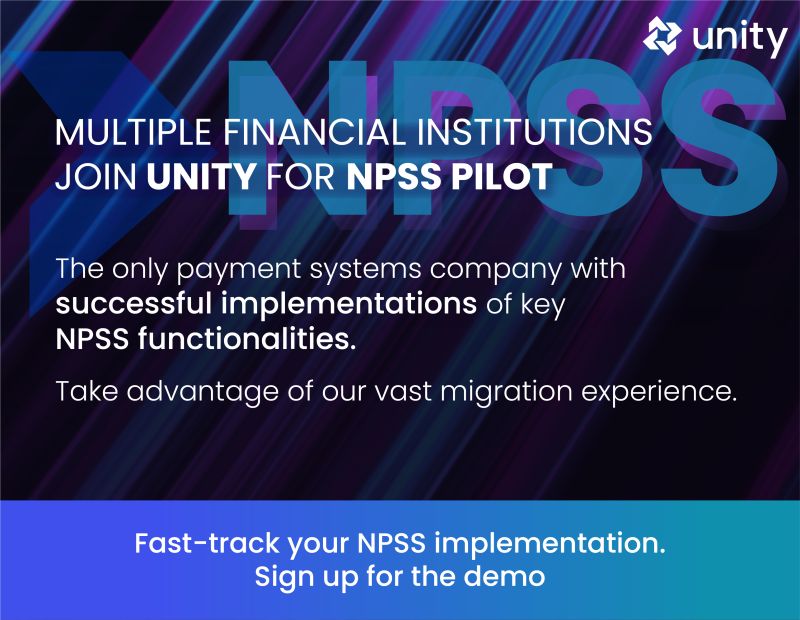 unity
NPSS
MULTIPLE FINANCIAL INSTITUTIONS
JOIN UNITY FOR NPSS PILOT
The only payment systems company with
successful implementations of key
NPSS functionalities.
Take advantage of our vast migration experience.
Fast-track your NPSS implementation.
Sign up for the demo